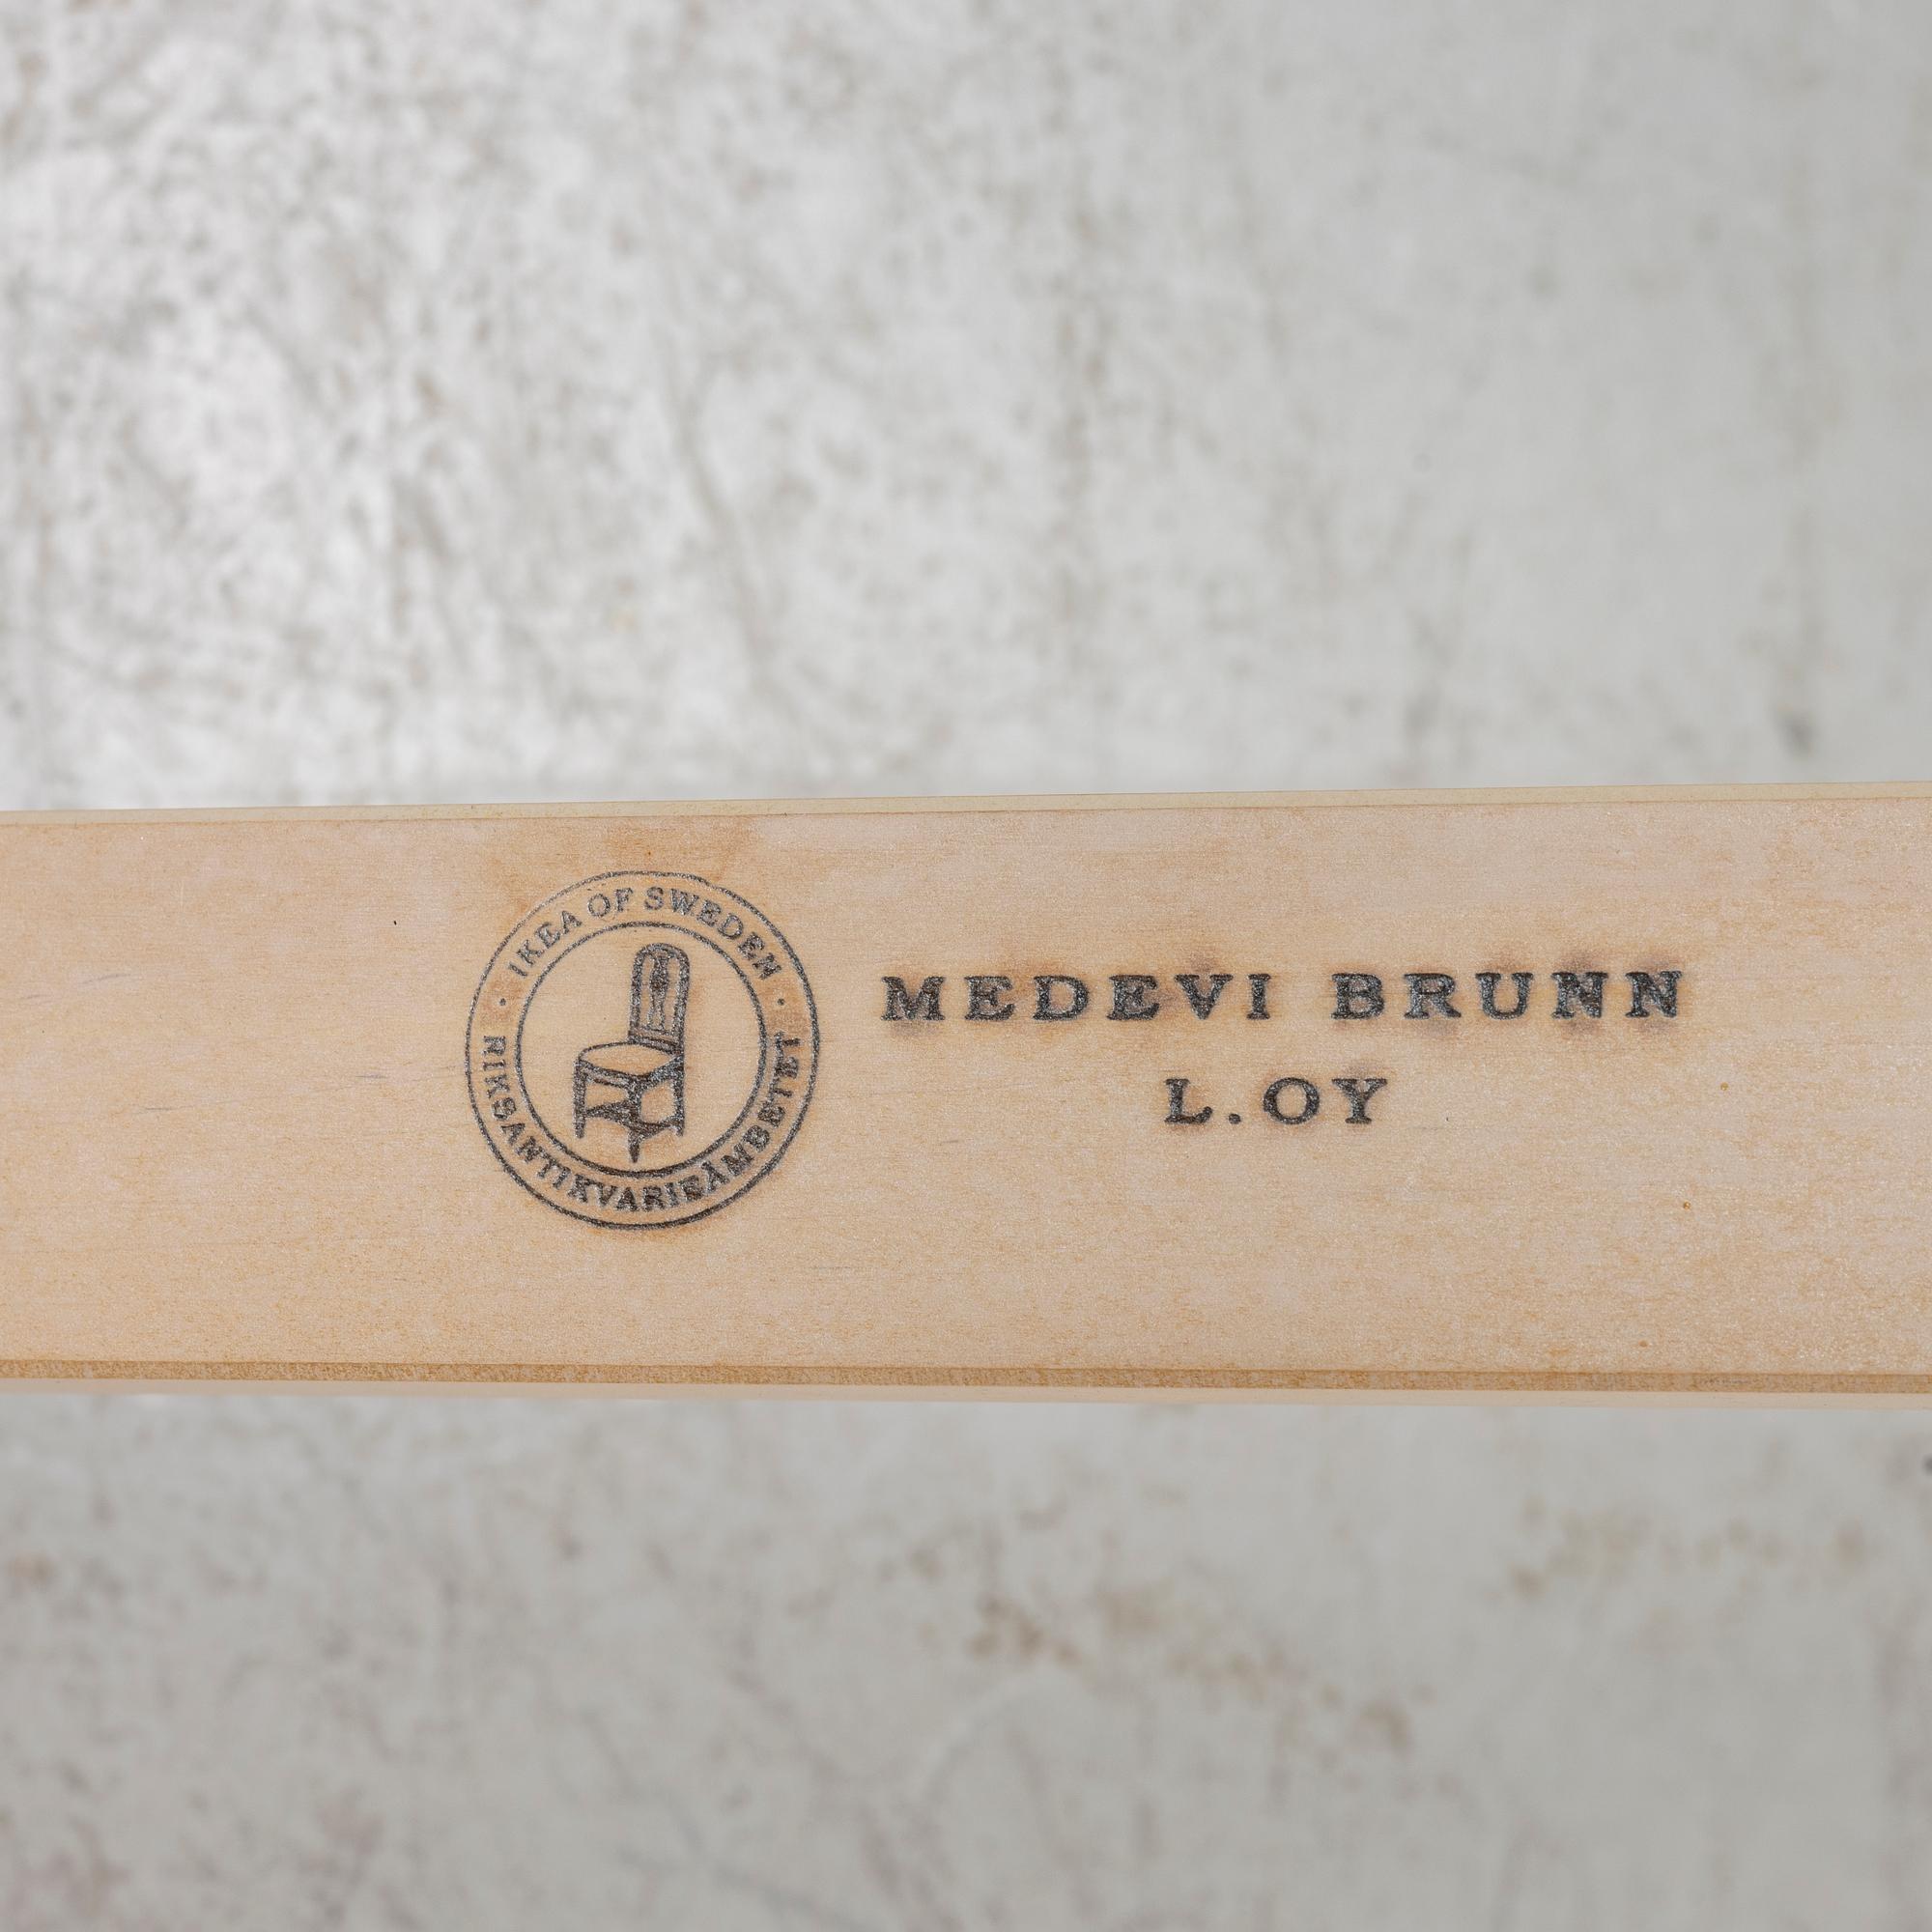 · IKEA OF SWEDEN ·
RIKSANTIKVARIEÄMBETET
MEDEVI BRUNN
L.OY